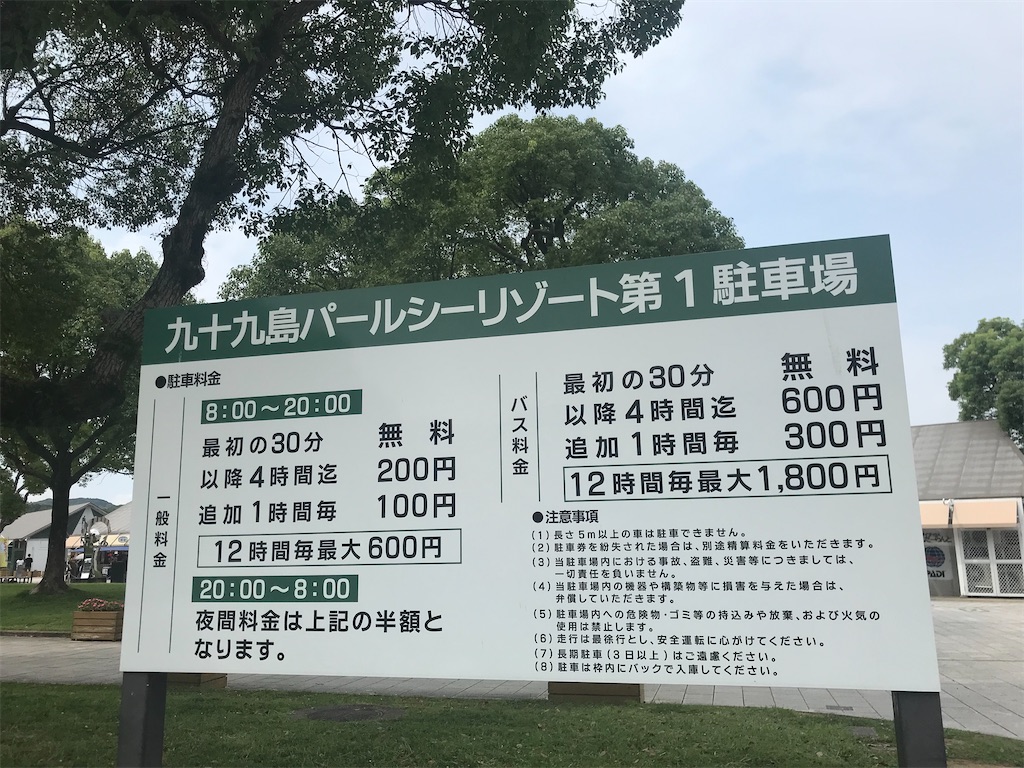 九十九島パールシーリゾート第1駐車場
●駐車料金
一般料金
8:00～20:00
最初の30分 無料
以降4時間迄 200円
追加1時間毎 100円
12時間毎最大600円
20:00～8:00
夜間料金は上記の半額と
なります。
バス料金
最初の30分 無料
以降4時間迄 600円
追加1時間毎 300円
12時間毎最大1,800円
●注意事項
(1) 長さ5m以上の車は駐車できません。
(2) 駐車券を紛失された場合は、別途精算料金をいただきます。
(3) 当駐車場内における事故、盗難、災害等につきましては、
一切責任を負いません。
(4) 当駐車場内の機器や構築物等に損害を与えた場合は、
弁償していただきます。
(5) 駐車場内への危険物・ゴミ等の持込みや放棄、および火気の
使用は禁止します。
(6) 走行は最徐行とし、安全運転に心がけてください。
(7) 長期駐車(3日以上)はご遠慮ください。
(8) 駐車は枠内にバックで入庫してください。
PADI